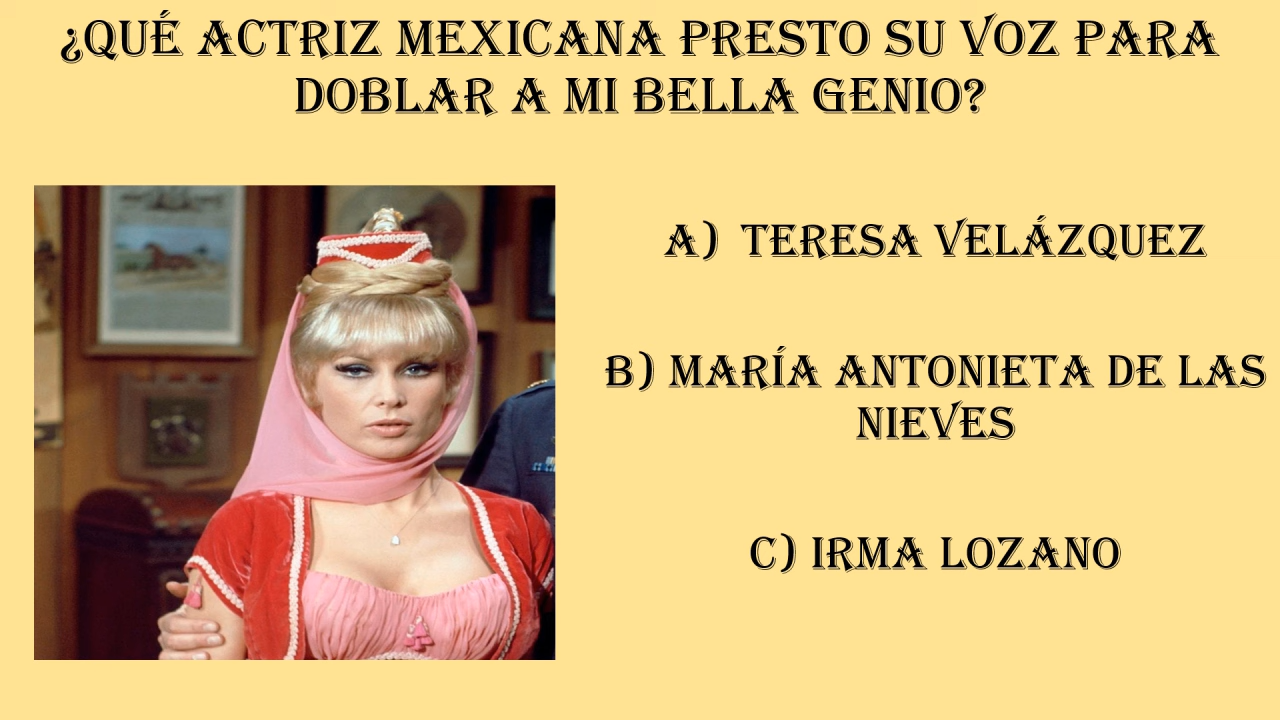 ¿QUÉ ACTRIZ MEXICANA PRESTO SU VOZ PARA
DOBLAR A MI BELLA GENIO?
A) TERESA VELÁZQUEZ
B) MARÍA ANTONIETA DE LAS
NIEVES
C) IRMA LOZANO